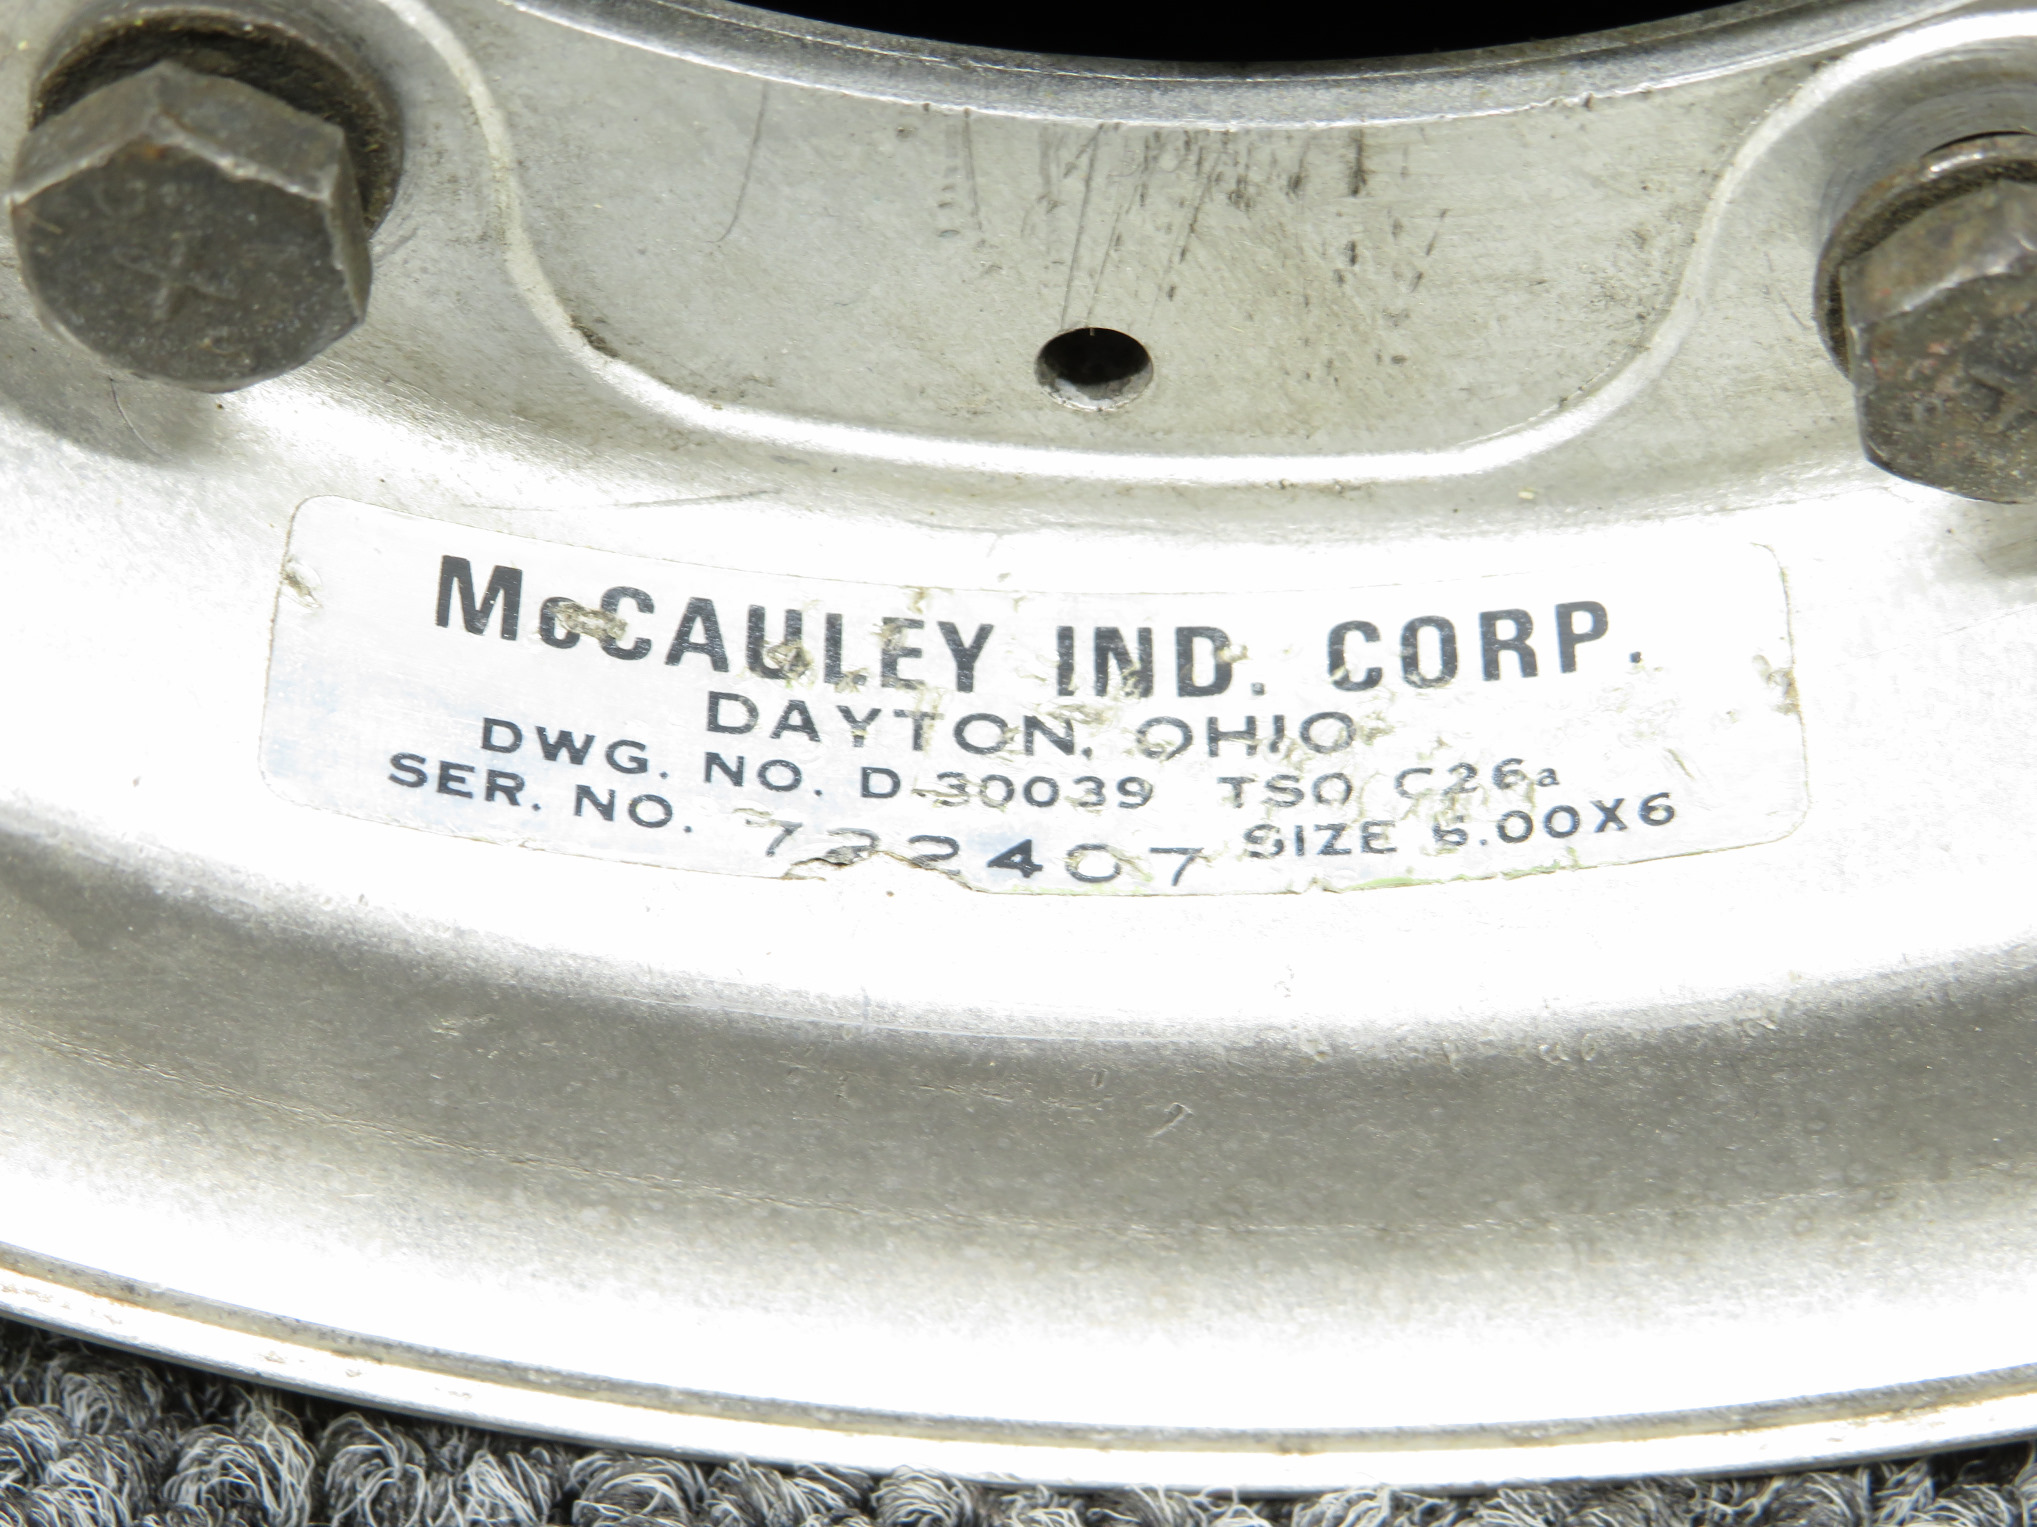 McCAULEY IND. CORP.
DAYTON, OHIO
DWG. NO. D-30039 TSO C26a
SER. NO. 722407 SIZE 5.00X6